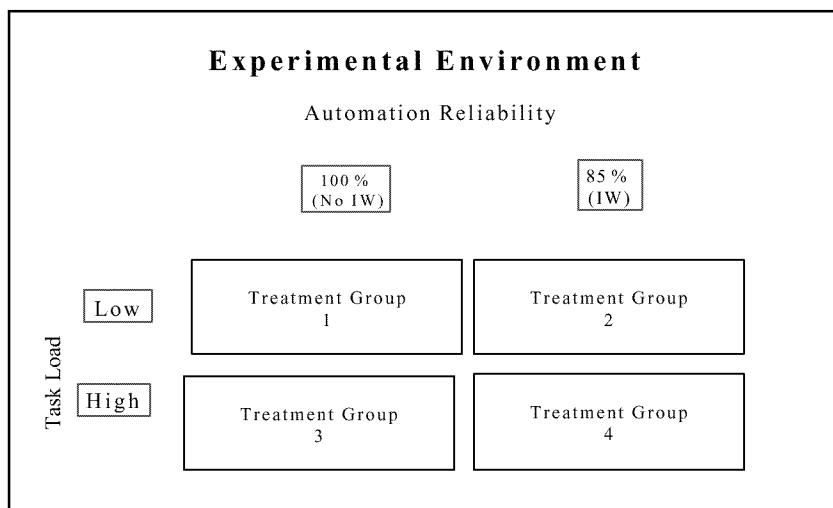 Experimental Environment
Automation Reliability
100%
(No IW)
85%
(IW)
Low
Treatment Group
1
Treatment Group
2
Task Load
High
Treatment Group
3
Treatment Group
4